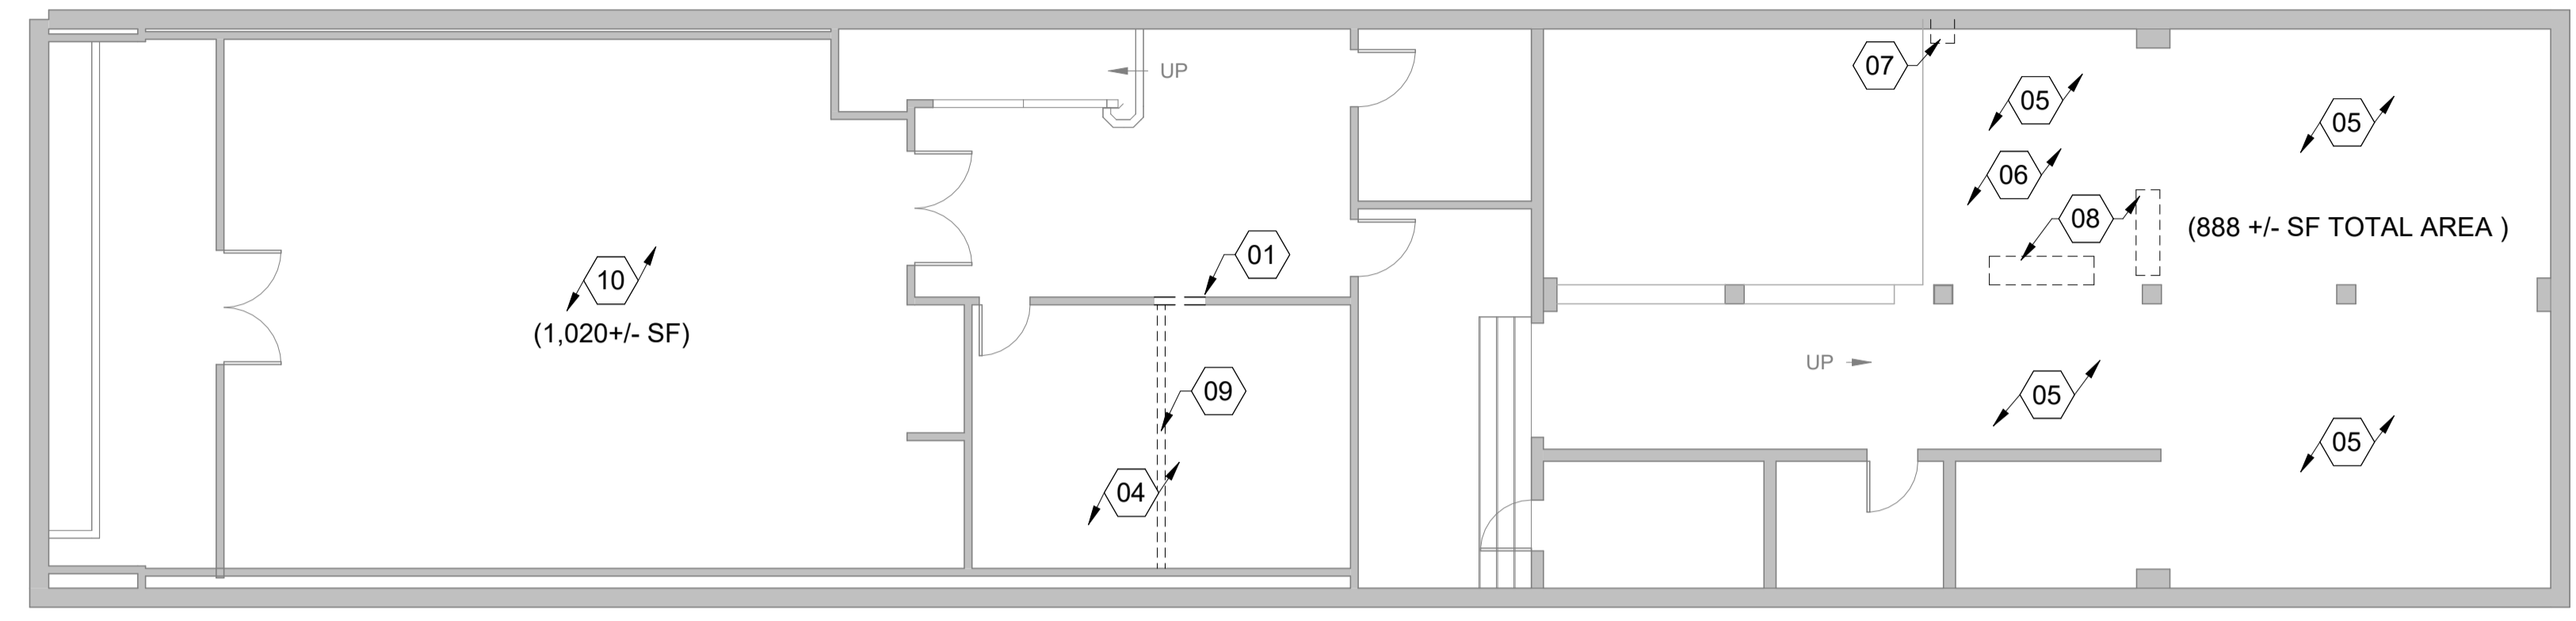 UP
07
05
05
06
08
(888 +/- SF TOTAL AREA )
01
10
(1,020+/- SF)
UP
09
05
05
04